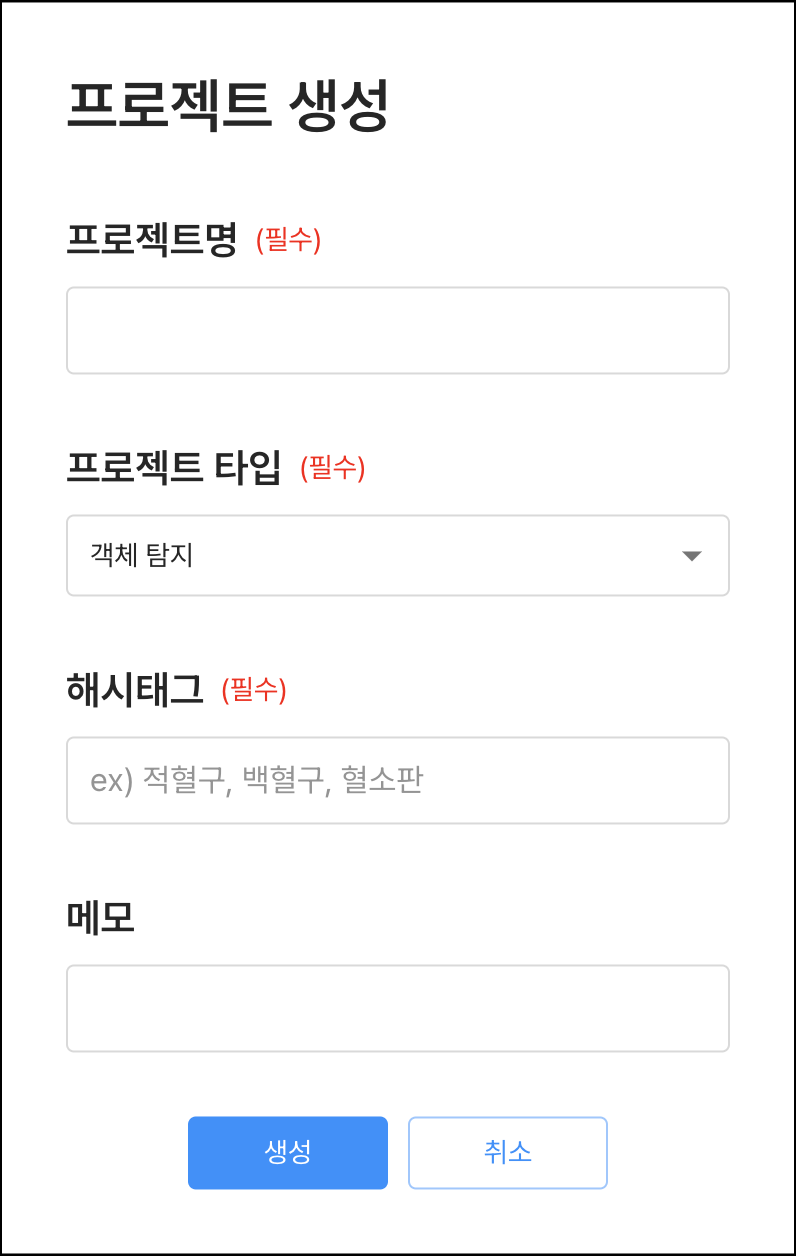 프로젝트 생성
프로젝트명 (필수)
프로젝트 타입 (필수)
객체 탐지
해시태그 (필수)
ex) 적혈구, 백혈구, 혈소판
메모
생성 취소